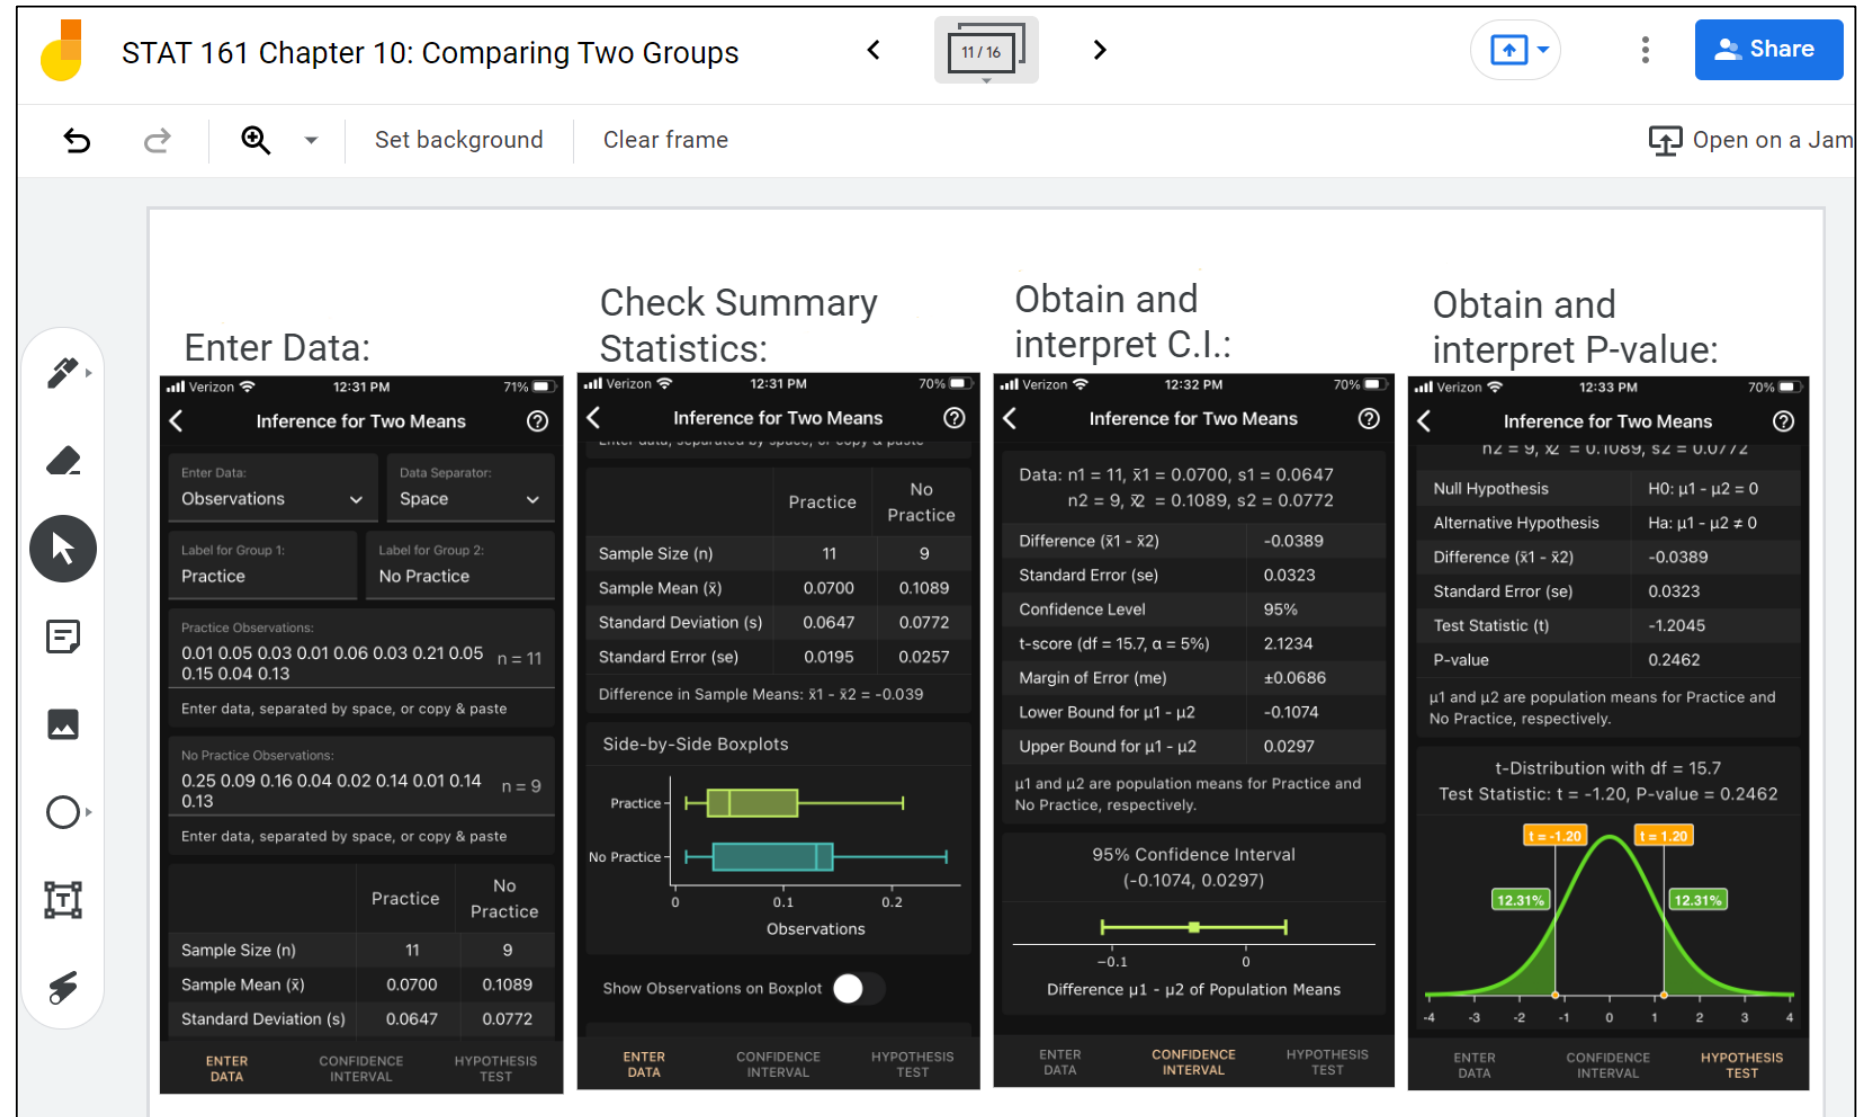 STAT 161 Chapter 10: Comparing Two Groups
11 / 16
Share
Set background
Clear frame
Open on a Jam
Enter Data:
Verizon 12:31 PM 71%
Inference for Two Means
Enter Data:
Observations
Data Separator:
Space
Label for Group 1:
Practice
Label for Group 2:
No Practice
Practice Observations:
0.01 0.05 0.03 0.01 0.06 0.03 0.21 0.05
0.15 0.04 0.13
n = 11
Enter data, separated by space, or copy & paste
No Practice Observations:
0.25 0.09 0.16 0.04 0.02 0.14 0.01 0.14
0.13
n = 9
Enter data, separated by space, or copy & paste
Practice No Practice
Sample Size (n) 11 9
Sample Mean (x̄) 0.0700 0.1089
Standard Deviation (s) 0.0647 0.0772
ENTER DATA CONFIDENCE INTERVAL HYPOTHESIS TEST
Check Summary
Statistics:
Verizon 12:31 PM 70%
Inference for Two Means
Enter data, separated by space, or copy & paste
Practice No Practice
Sample Size (n) 11 9
Sample Mean (x̄) 0.0700 0.1089
Standard Deviation (s) 0.0647 0.0772
Standard Error (se) 0.0195 0.0257
Difference in Sample Means: x̄1 - x̄2 = -0.039
Side-by-Side Boxplots
Practice
No Practice
0 0.1 0.2
Observations
Show Observations on Boxplot
ENTER DATA CONFIDENCE INTERVAL HYPOTHESIS TEST
Obtain and
interpret C.I.:
Verizon 12:32 PM 70%
Inference for Two Means
Data: n1 = 11, x̄1 = 0.0700, s1 = 0.0647
n2 = 9, x̄2 = 0.1089, s2 = 0.0772
Difference (x̄1 - x̄2) -0.0389
Standard Error (se) 0.0323
Confidence Level 95%
t-score (df = 15.7, α = 5%) 2.1234
Margin of Error (me) ±0.0686
Lower Bound for μ1 - μ2 -0.1074
Upper Bound for μ1 - μ2 0.0297
μ1 and μ2 are population means for Practice and
No Practice, respectively.
95% Confidence Interval
(-0.1074, 0.0297)
−0.1 0
Difference μ1 - μ2 of Population Means
ENTER DATA CONFIDENCE INTERVAL HYPOTHESIS TEST
Obtain and
interpret P-value:
Verizon 12:33 PM 70%
Inference for Two Means
n2 = 9, x̄2 = 0.1089, s2 = 0.0772
Null Hypothesis H0: μ1 - μ2 = 0
Alternative Hypothesis Ha: μ1 - μ2 ≠ 0
Difference (x̄1 - x̄2) -0.0389
Standard Error (se) 0.0323
Test Statistic (t) -1.2045
P-value 0.2462
μ1 and μ2 are population means for Practice and
No Practice, respectively.
t-Distribution with df = 15.7
Test Statistic: t = -1.20, P-value = 0.2462
t = -1.20 t = 1.20
12.31% 12.31%
-4 -3 -2 -1 0 1 2 3 4
ENTER DATA CONFIDENCE INTERVAL HYPOTHESIS TEST